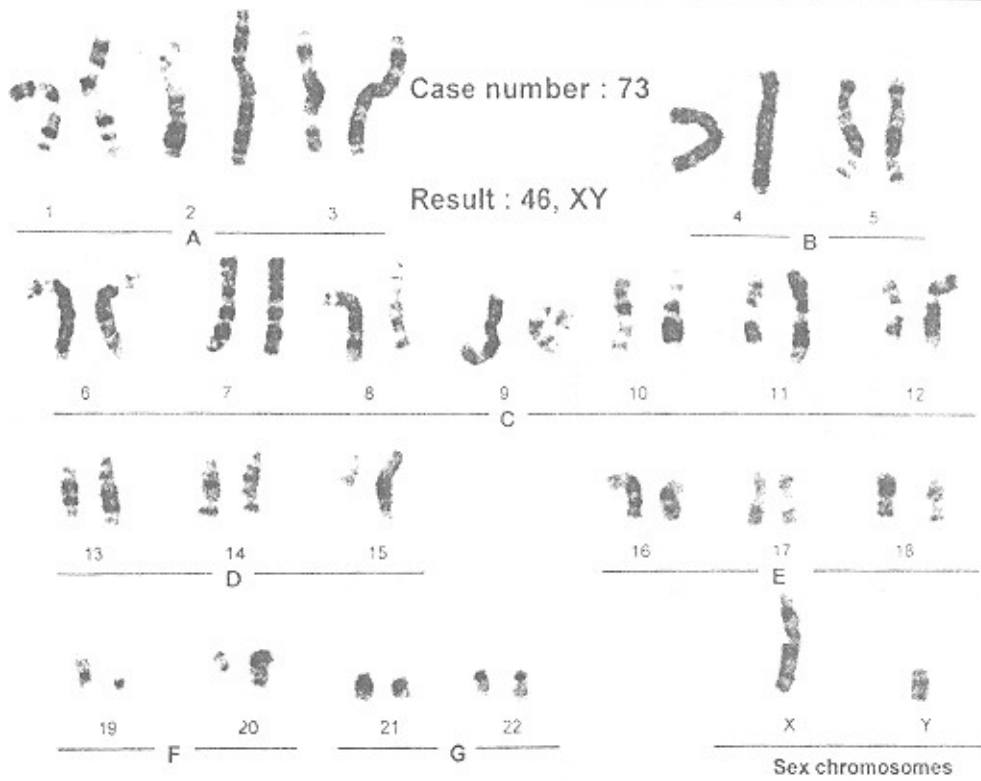 Case number : 73
Result : 46, XY
1 2 3 4 5
A B
6 7 8 9 10 11 12
C
13 14 15 16 17 18
D E
19 20 21 22 X Y
F G
Sex chromosomes